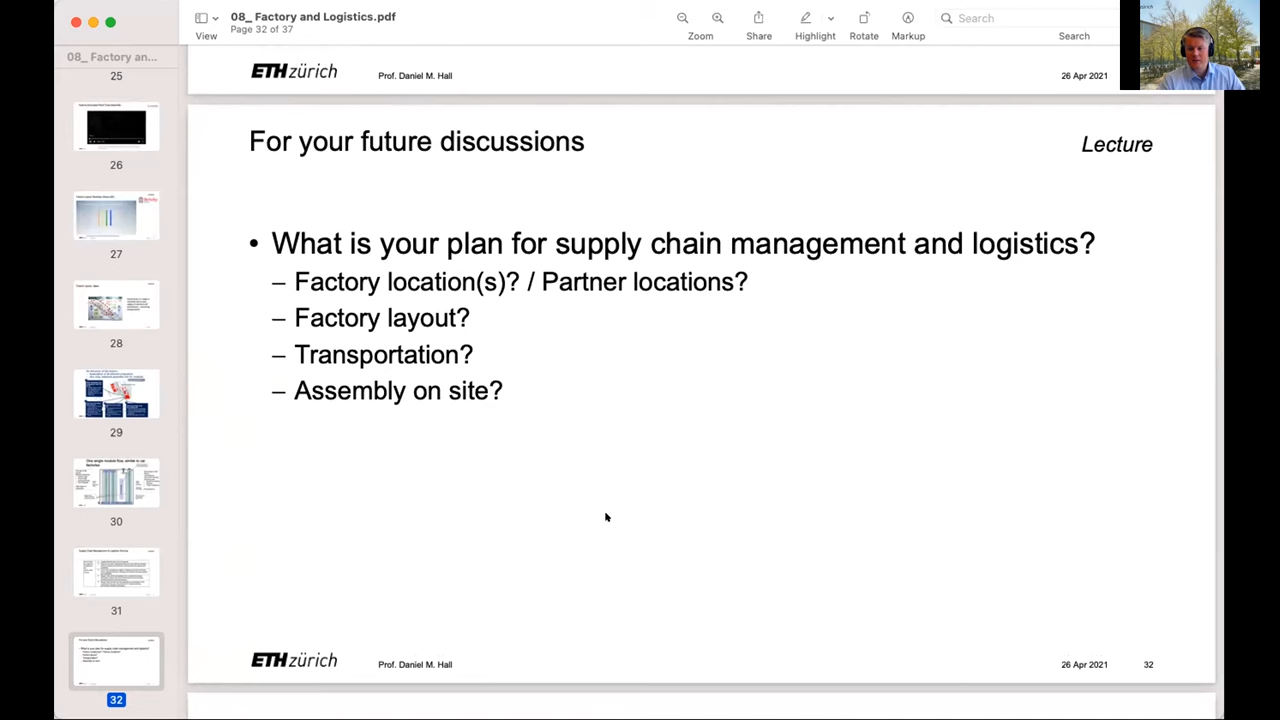 08_ Factory and Logistics.pdf
Page 32 of 37
View
Zoom
Share
Highlight
Rotate
Markup
Search
Search
08_ Factory an...
25
26
27
28
29
30
31
32
ETH zürich
Prof. Daniel M. Hall
26 Apr 2021
For your future discussions
Lecture
• What is your plan for supply chain management and logistics?
– Factory location(s)? / Partner locations?
– Factory layout?
– Transportation?
– Assembly on site?
ETH zürich
Prof. Daniel M. Hall
26 Apr 2021
32